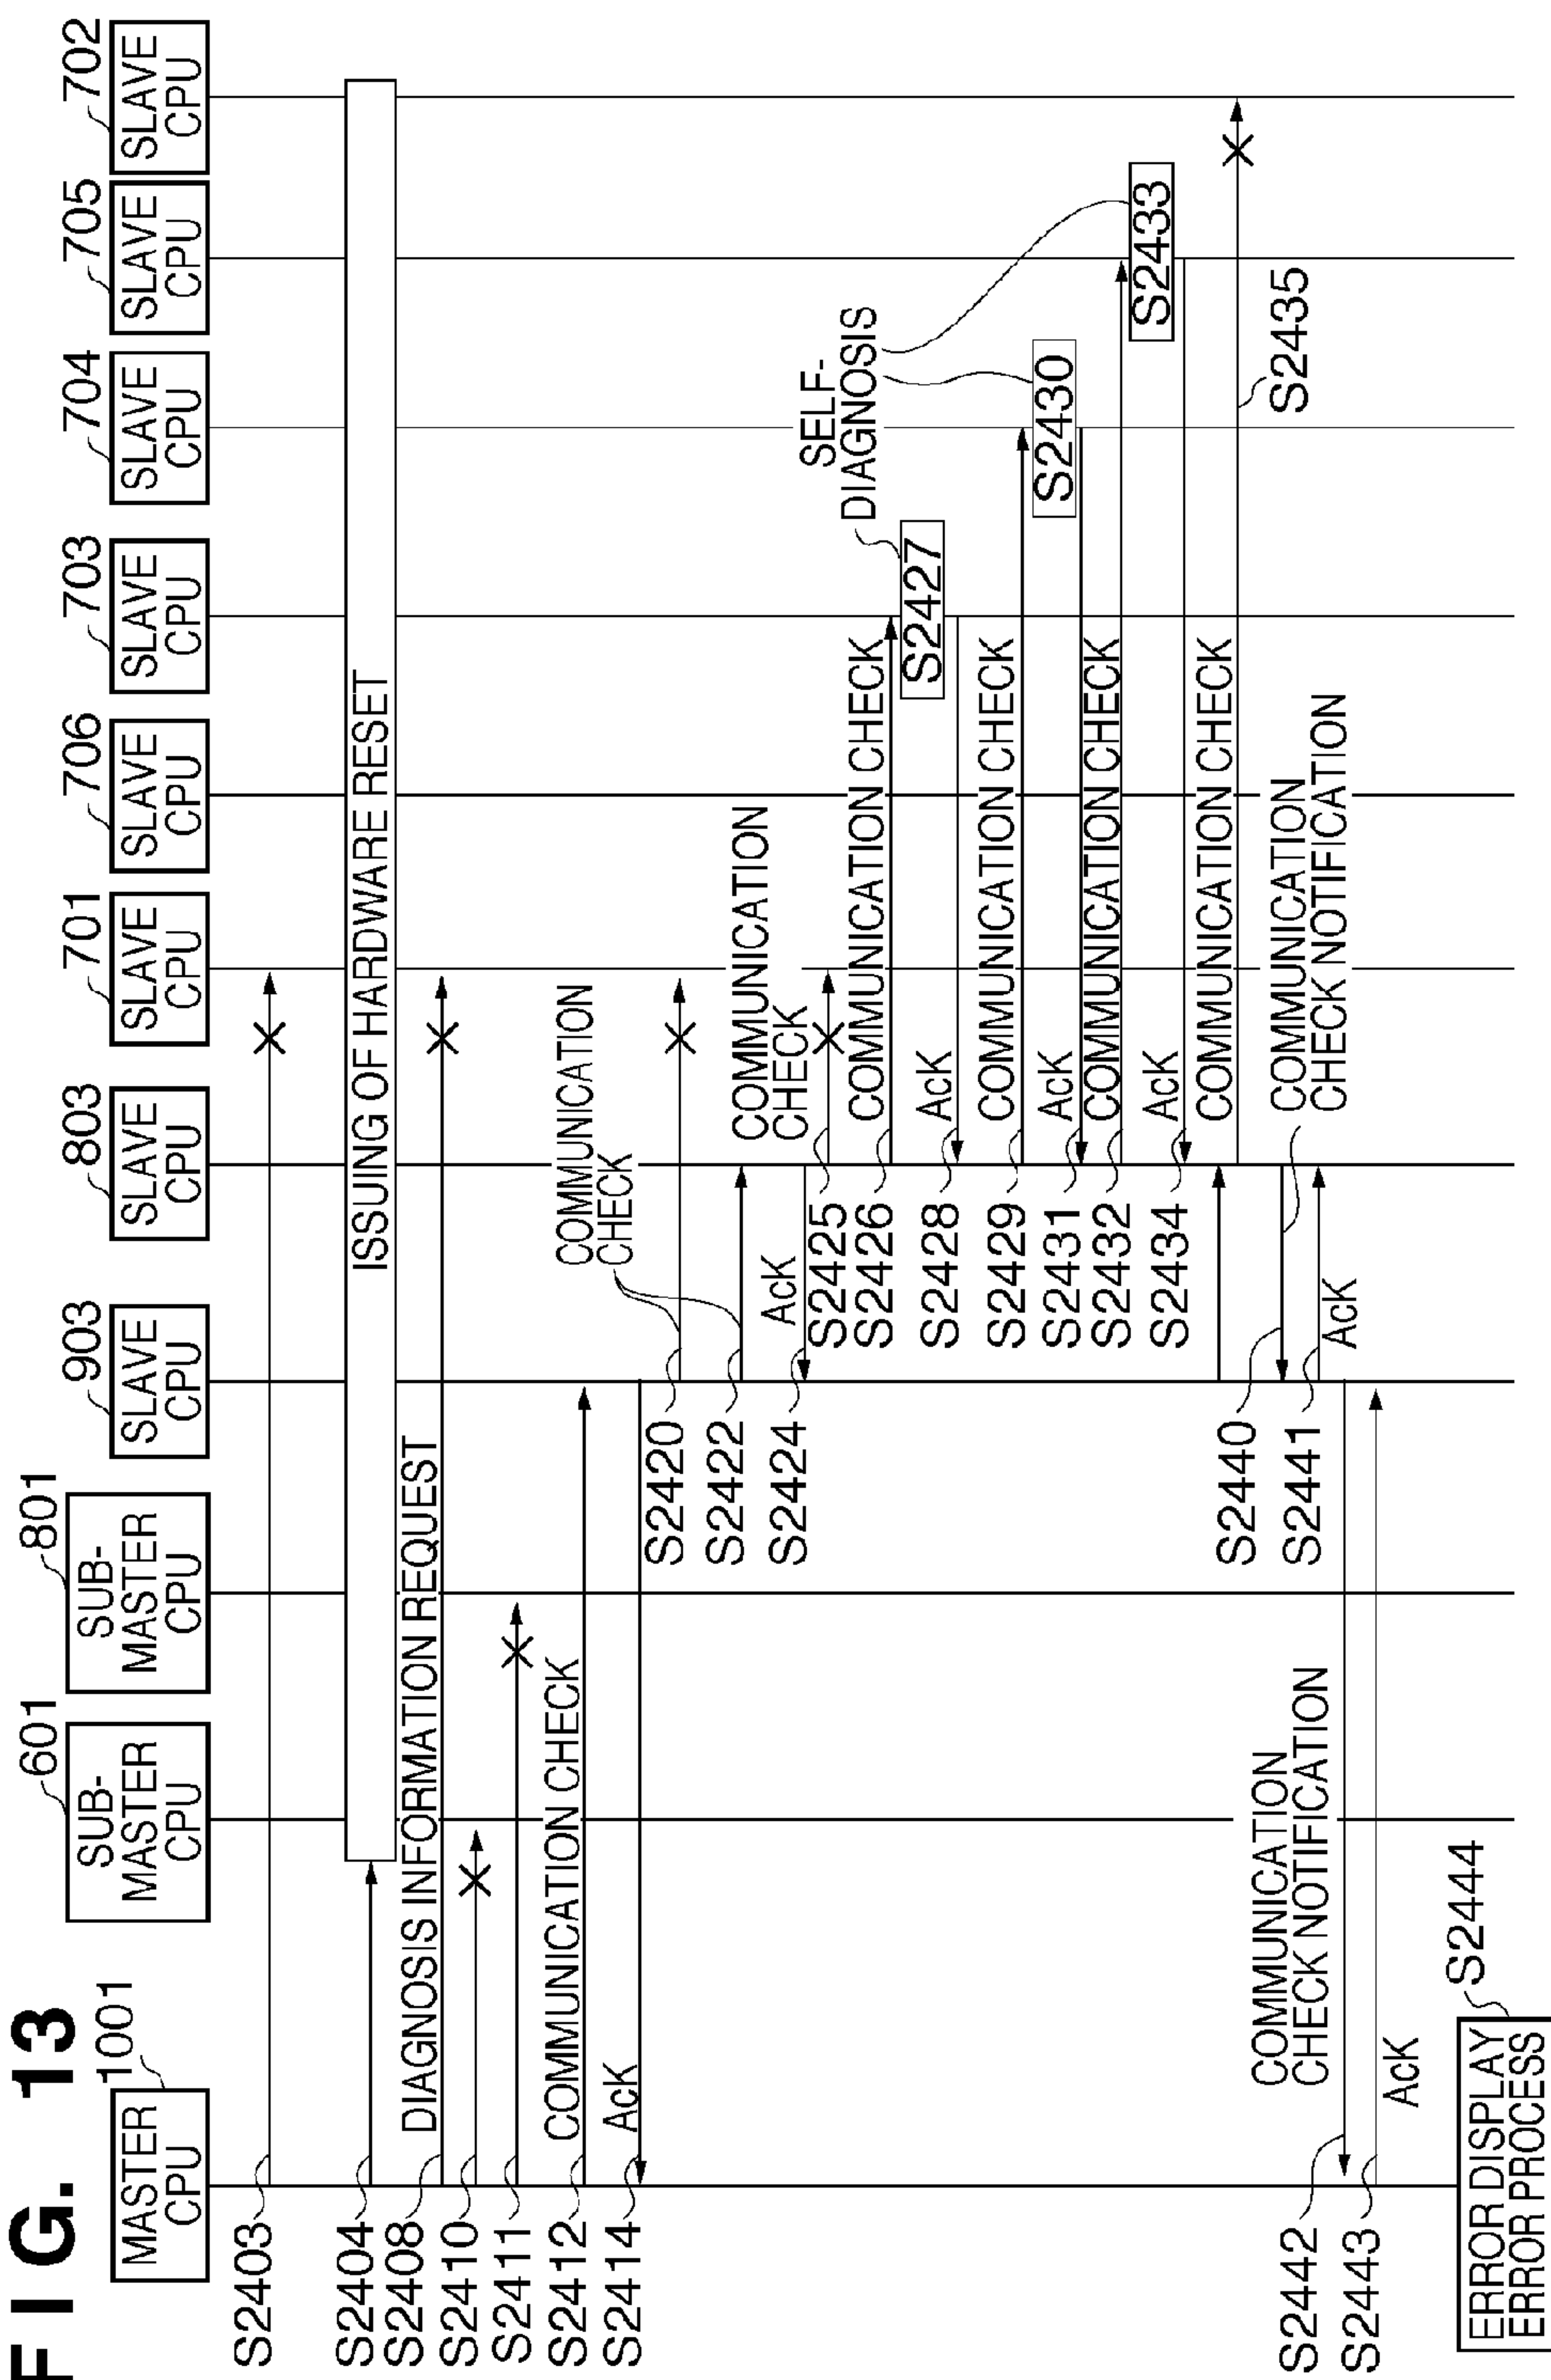 FIG. 13
1001
MASTER
CPU
601
SUB-
MASTER
CPU
801
SUB-
MASTER
CPU
903
SLAVE
CPU
803
SLAVE
CPU
701
SLAVE
CPU
706
SLAVE
CPU
703
SLAVE
CPU
704
SLAVE
CPU
705
SLAVE
CPU
702
SLAVE
CPU
S2403
S2404
ISSUING OF HARDWARE RESET
S2408
DIAGNOSIS INFORMATION REQUEST
S2410
S2411
S2412
COMMUNICATION CHECK
S2414
AcK
COMMUNICATION
CHECK
S2420
S2422
S2424
AcK
COMMUNICATION
CHECK
S2425
S2426
COMMUNICATION CHECK
SELF-
DIAGNOSIS
S2427
S2428
AcK
S2429
COMMUNICATION CHECK
S2430
S2431
AcK
S2432
COMMUNICATION CHECK
S2433
S2434
AcK
COMMUNICATION CHECK
S2435
S2440
COMMUNICATION
CHECK NOTIFICATION
S2441
AcK
S2442
COMMUNICATION
CHECK NOTIFICATION
S2443
AcK
S2444
ERROR DISPLAY
ERROR PROCESS